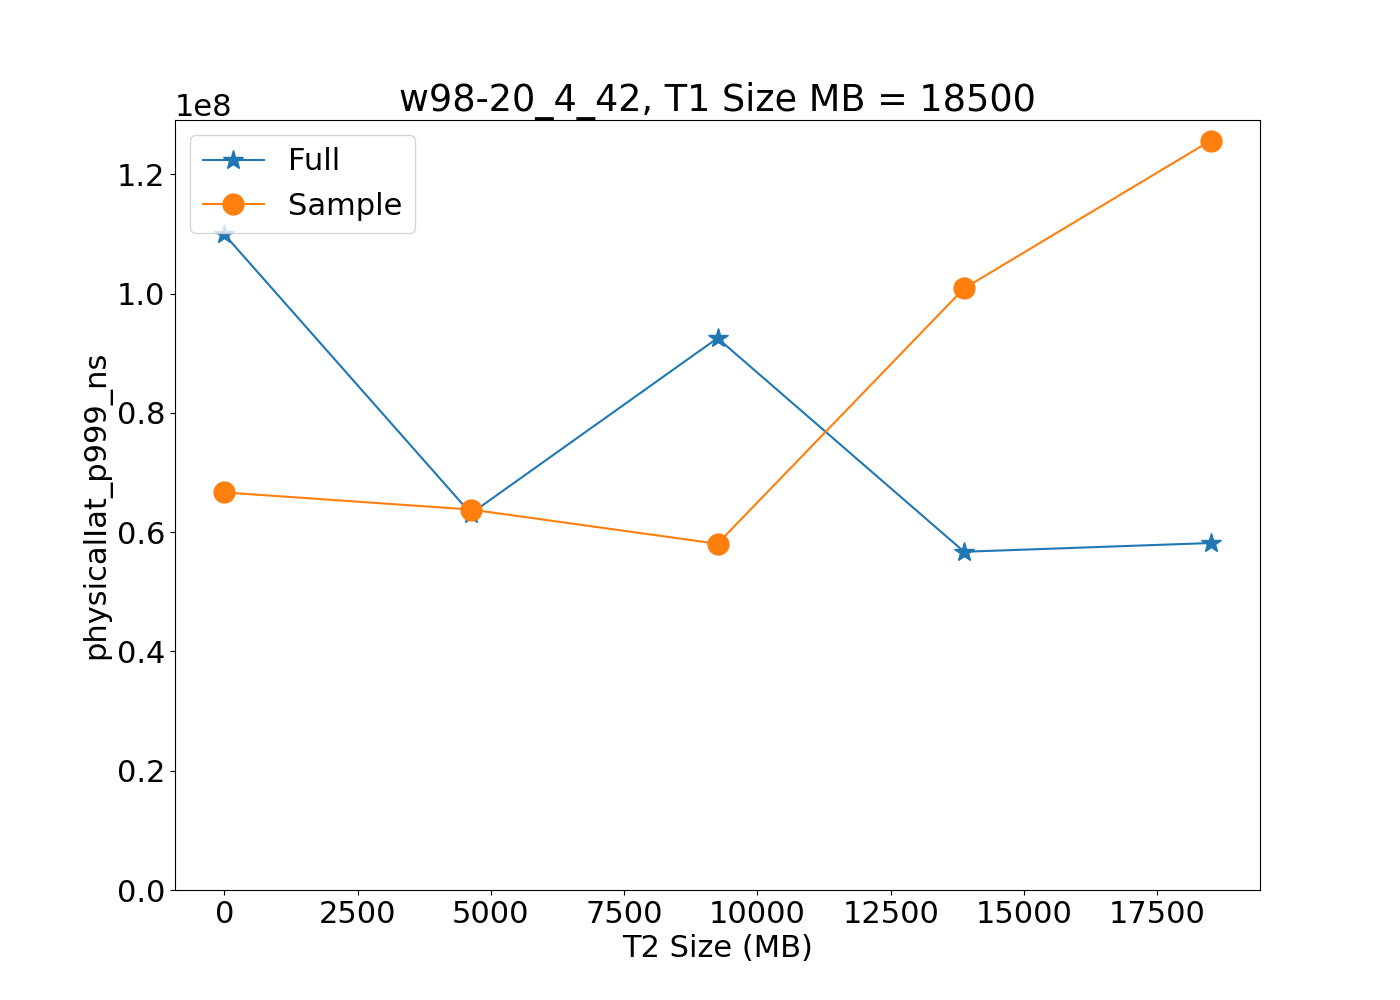 w98-20_4_42, T1 Size MB = 18500
1e8
Full
Sample
1.2
1.0
0.8
0.6
0.4
0.2
0.0
physicallat_p999_ns
0 2500 5000 7500 10000 12500 15000 17500
T2 Size (MB)